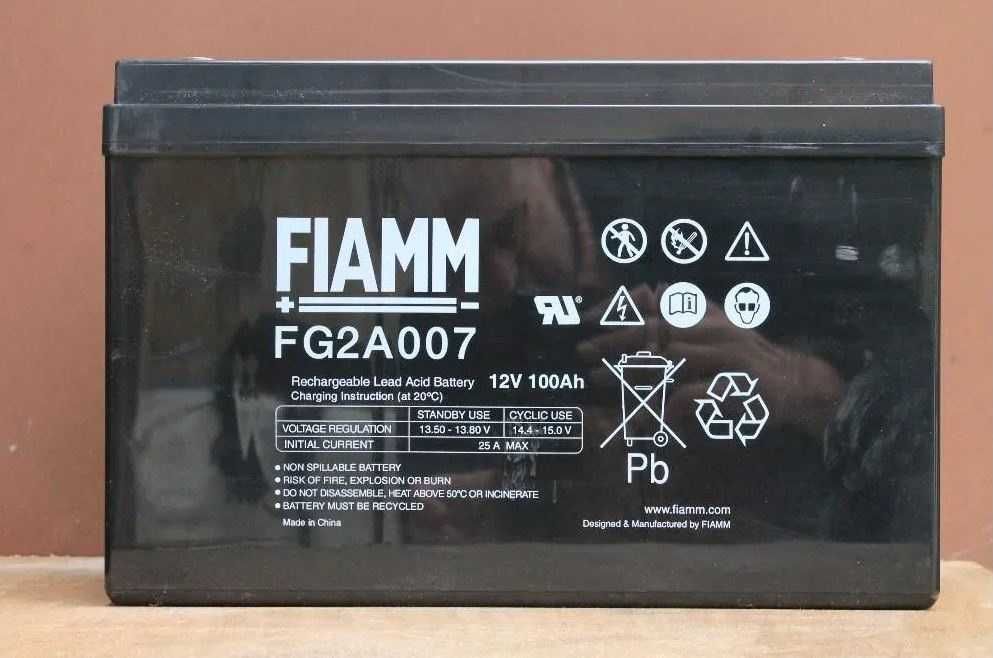 FIAMM
+ −
FG2A007
Rechargeable Lead Acid Battery 12V 100Ah
Charging Instruction (at 20°C)
STANDBY USE CYCLIC USE
VOLTAGE REGULATION 13.50 - 13.80 V 14.4 - 15.0 V
INITIAL CURRENT 25 A MAX
• NON SPILLABLE BATTERY
• RISK OF FIRE, EXPLOSION OR BURN
• DO NOT DISASSEMBLE, HEAT ABOVE 50°C OR INCINERATE
• BATTERY MUST BE RECYCLED
Made in China
Pb
www.fiamm.com
Designed & Manufactured by FIAMM